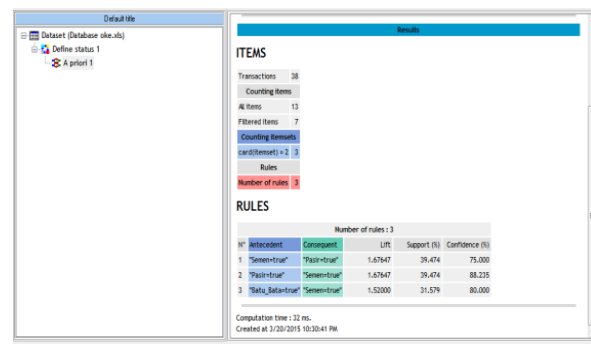 Default title
Dataset (Database oke.xls)
Define status 1
A priori 1
Results
ITEMS
Transactions 38
Counting items
All items 13
Filtered items 7
Counting itemsets
card(itemset) = 2 3
Rules
Number of rules 3
RULES
Number of rules : 3
N° Antecedent Consequent Lift Support (%) Confidence (%)
1 "Semen=true" "Pasir=true" 1.67647 39.474 75.000
2 "Pasir=true" "Semen=true" 1.67647 39.474 88.235
3 "Batu_Bata=true" "Semen=true" 1.52000 31.579 80.000
Computation time : 32 ms.
Created at 3/20/2015 10:30:41 PM